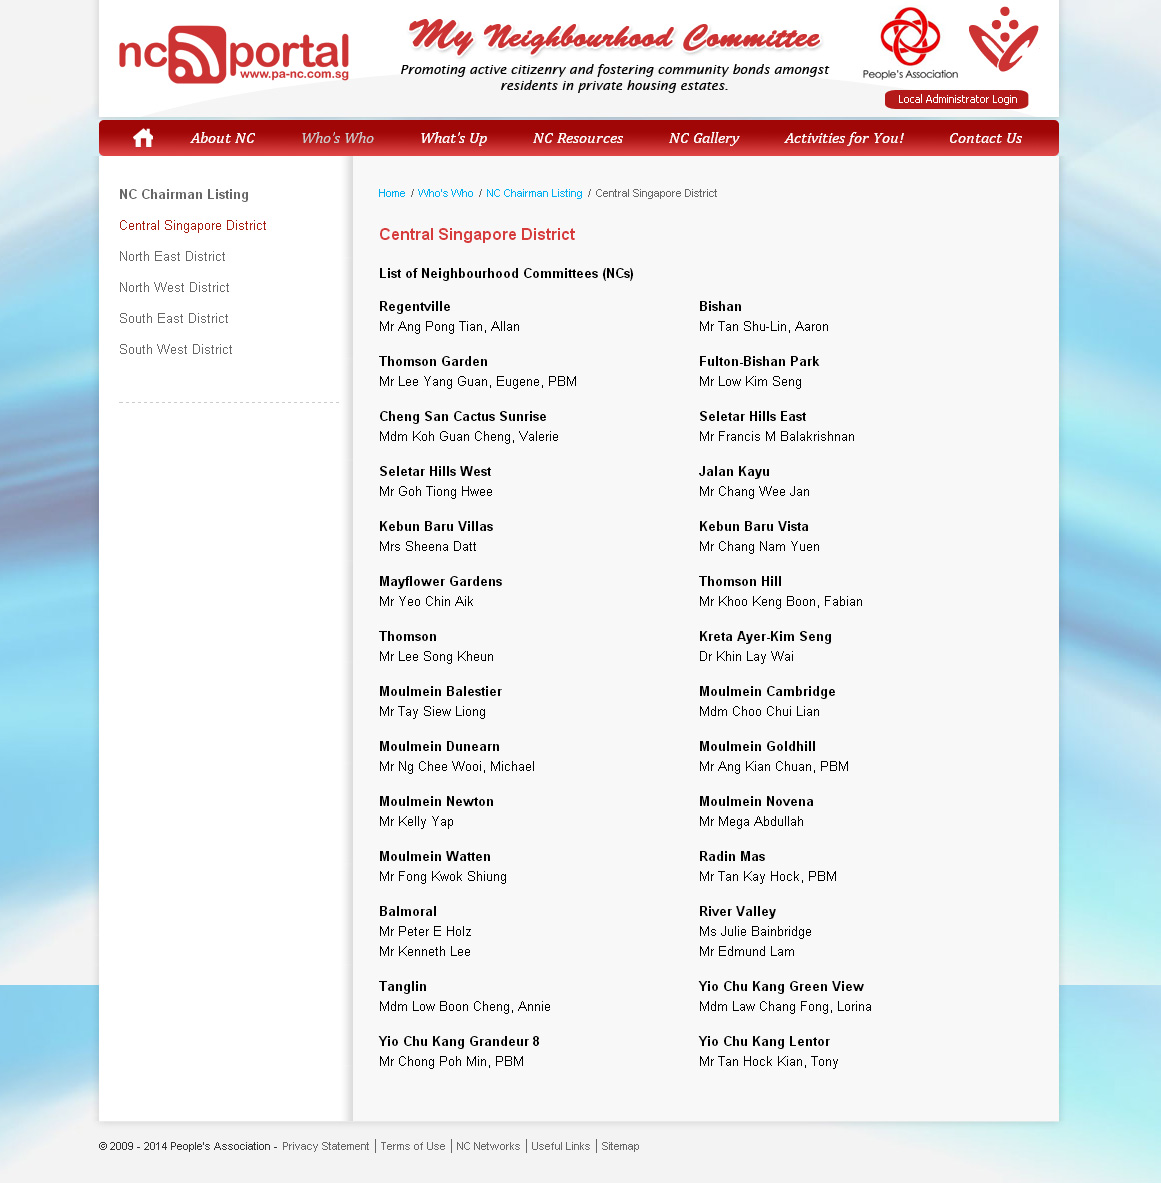 nc portal
www.pa-nc.com.sg
My Neighbourhood Committee
Promoting active citizenry and fostering community bonds amongst
residents in private housing estates.
People's Association
Local Administrator Login
About NC Who's Who What's Up NC Resources NC Gallery Activities for You! Contact Us
NC Chairman Listing
Central Singapore District
North East District
North West District
South East District
South West District
Home / Who's Who / NC Chairman Listing / Central Singapore District
Central Singapore District
List of Neighbourhood Committees (NCs)
Regentville
Mr Ang Pong Tian, Allan
Bishan
Mr Tan Shu-Lin, Aaron
Thomson Garden
Mr Lee Yang Guan, Eugene, PBM
Fulton-Bishan Park
Mr Low Kim Seng
Cheng San Cactus Sunrise
Mdm Koh Guan Cheng, Valerie
Seletar Hills East
Mr Francis M Balakrishnan
Seletar Hills West
Mr Goh Tiong Hwee
Jalan Kayu
Mr Chang Wee Jan
Kebun Baru Villas
Mrs Sheena Datt
Kebun Baru Vista
Mr Chang Nam Yuen
Mayflower Gardens
Mr Yeo Chin Aik
Thomson Hill
Mr Khoo Keng Boon, Fabian
Thomson
Mr Lee Song Kheun
Kreta Ayer-Kim Seng
Dr Khin Lay Wai
Moulmein Balestier
Mr Tay Siew Liong
Moulmein Cambridge
Mdm Choo Chui Lian
Moulmein Dunearn
Mr Ng Chee Wooi, Michael
Moulmein Goldhill
Mr Ang Kian Chuan, PBM
Moulmein Newton
Mr Kelly Yap
Moulmein Novena
Mr Mega Abdullah
Moulmein Watten
Mr Fong Kwok Shiung
Radin Mas
Mr Tan Kay Hock, PBM
Balmoral
Mr Peter E Holz
Mr Kenneth Lee
River Valley
Ms Julie Bainbridge
Mr Edmund Lam
Tanglin
Mdm Low Boon Cheng, Annie
Yio Chu Kang Green View
Mdm Law Chang Fong, Lorina
Yio Chu Kang Grandeur 8
Mr Chong Poh Min, PBM
Yio Chu Kang Lentor
Mr Tan Hock Kian, Tony
© 2009 - 2014 People's Association - Privacy Statement | Terms of Use | NC Networks | Useful Links | Sitemap